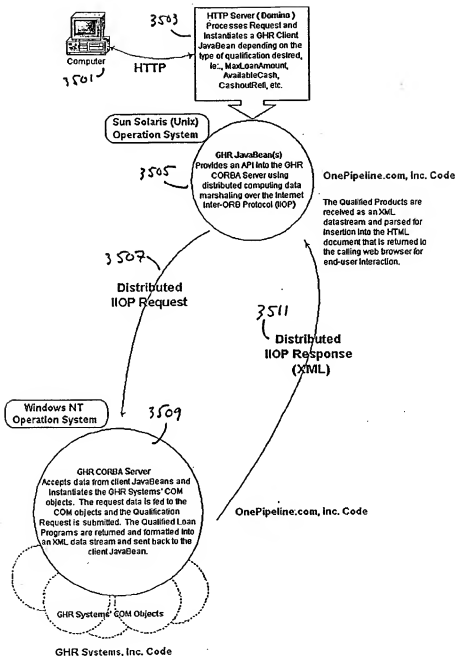 3503
HTTP Server (Domino)
Processes Request and
Instantiates a GHR Client
JavaBean depending on the
type of qualification desired,
ie:, MaxLoanAmount,
AvailableCash,
CashoutRefi, etc.
Computer
3501
HTTP
Sun Solaris (Unix)
Operation System
3505
GHR JavaBean(s)
Provides an API into the GHR
CORBA Server using
distributed computing data
marshaling over the Internet
Inter-ORB Protocol (IIOP)
OnePipeline.com, Inc. Code
The Qualified Products are
received as an XML
datastream and parsed for
insertion into the HTML
document that is returned to
the calling web browser for
end-user interaction.
3507
Distributed
IIOP Request
3511
Distributed
IIOP Response
(XML)
Windows NT
Operation System
3509
GHR CORBA Server
Accepts data from client JavaBeans and
instantiates the GHR Systems' COM
objects. The request data is fed to the
COM objects and the Qualification
Request is submitted. The Qualified Loan
Programs are returned and formatted into
an XML data stream and sent back to the
client JavaBean.
OnePipeline.com, Inc. Code
GHR Systems' COM Objects
GHR Systems, Inc. Code